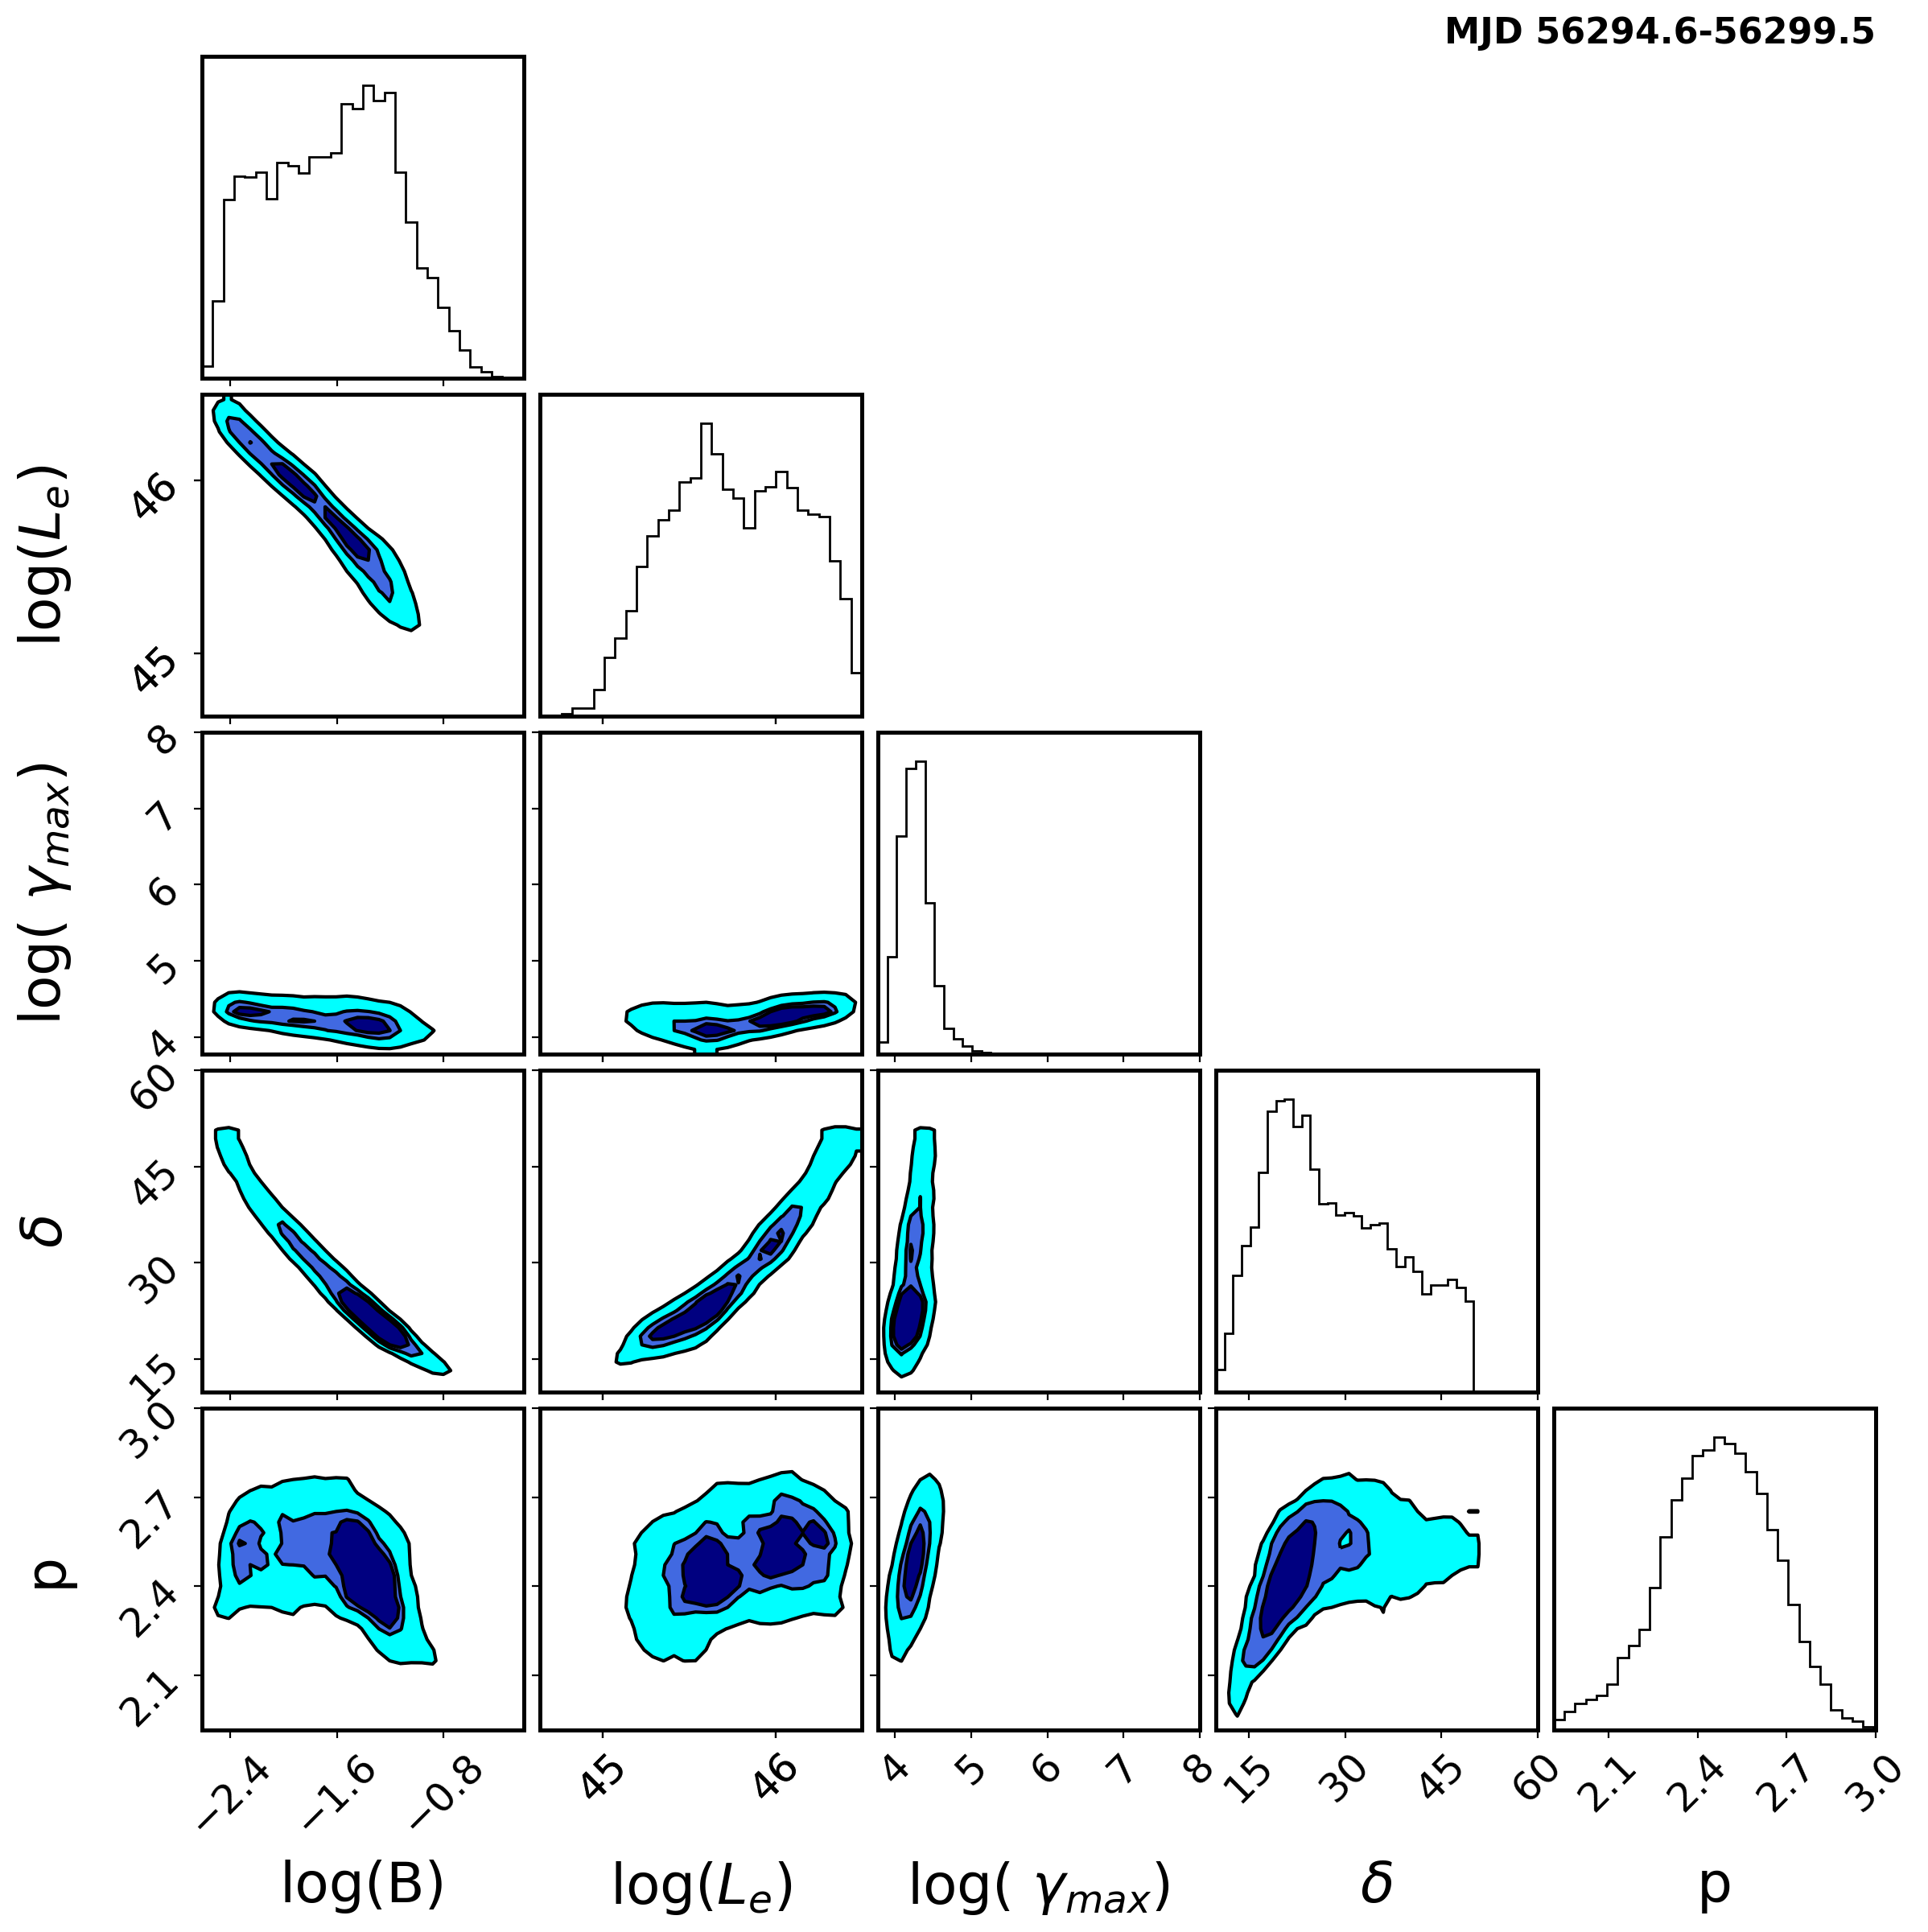 MJD 56294.6-56299.5
log(Lₑ)
46
45
log( γₘₐₓ)
8
7
6
5
4
δ
60
45
30
15
p
3.0
2.7
2.4
2.1
−2.4 −1.6 −0.8 45 46 4 5 6 7 8 15 30 45 60 2.1 2.4 2.7 3.0
log(B) log(Lₑ) log( γₘₐₓ) δ p